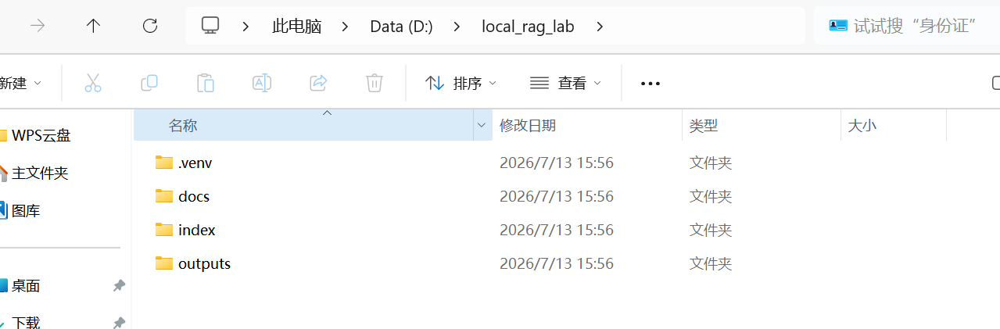 此电脑 Data (D:) local_rag_lab 试试搜“身份证”
新建 排序 查看
名称 修改日期 类型 大小
WPS云盘
主文件夹
图库
桌面
下载
.venv 2026/7/13 15:56 文件夹
docs 2026/7/13 15:56 文件夹
index 2026/7/13 15:56 文件夹
outputs 2026/7/13 15:56 文件夹